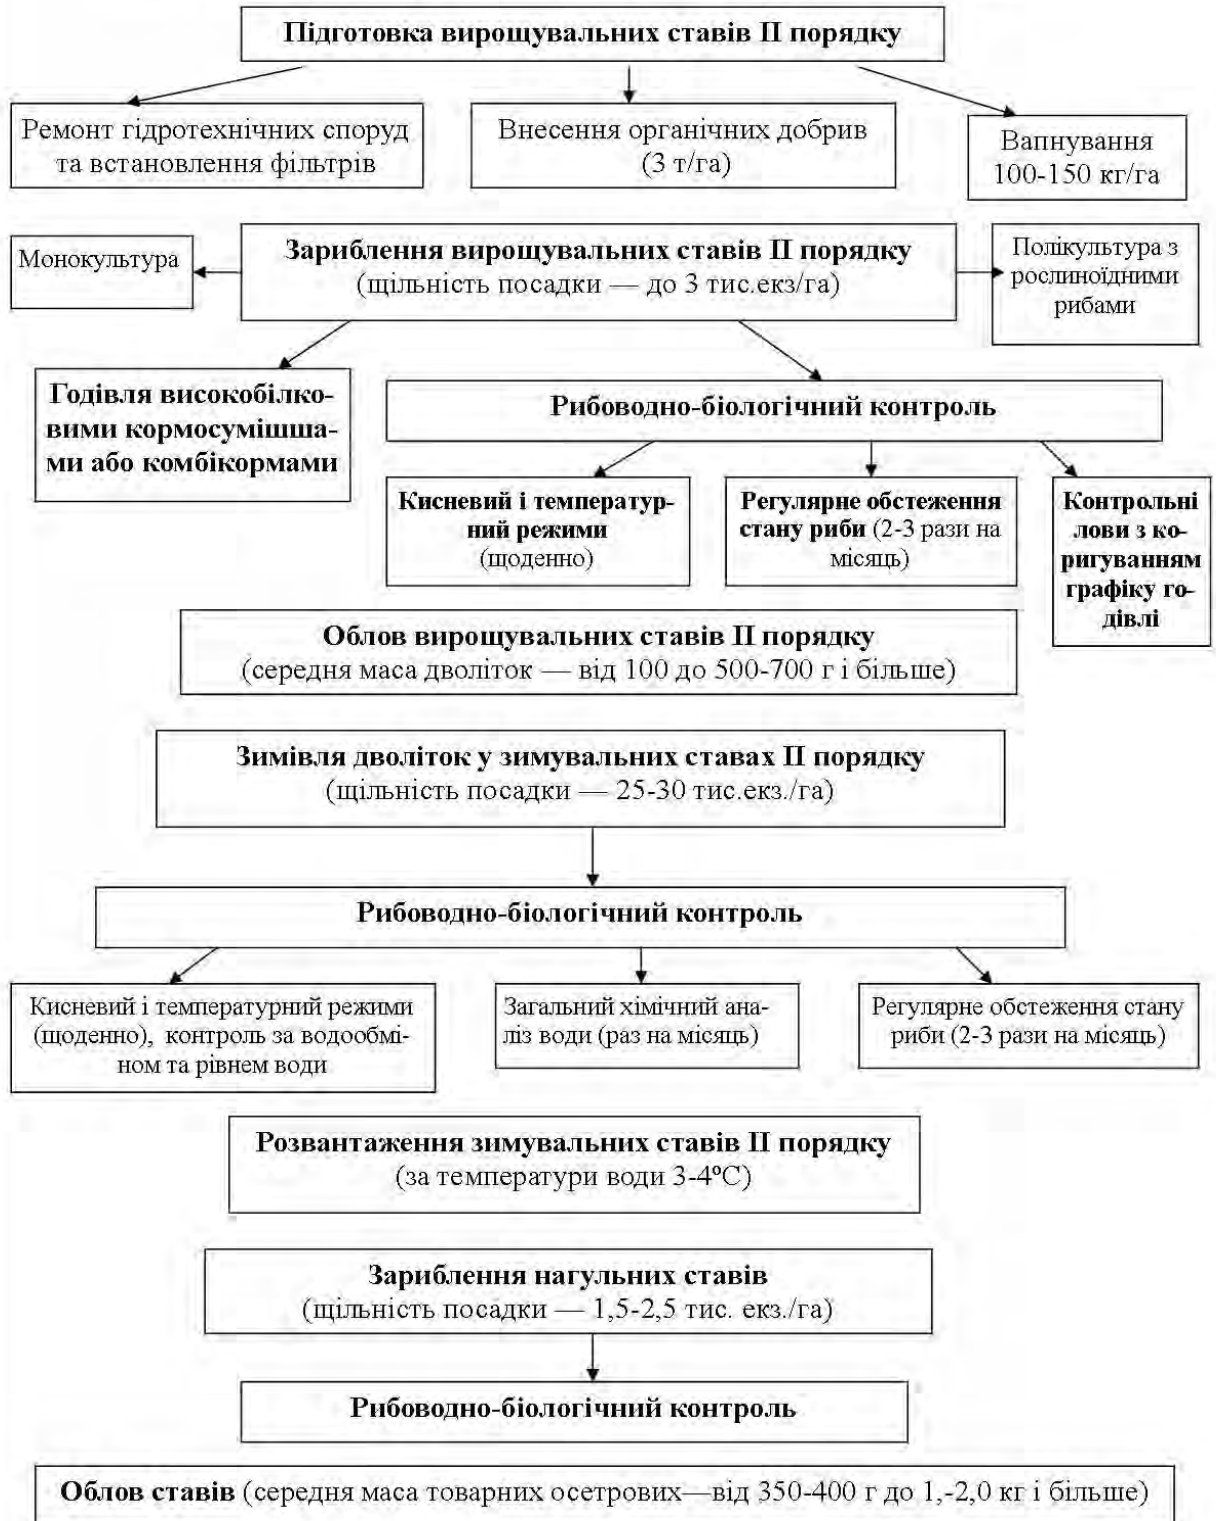 Підготовка вирощувальних ставів II порядку
Ремонт гідротехнічних споруд
та встановлення фільтрів
Внесення органічних добрив
(3 т/га)
Вапнування
100-150 кг/га
Монокультура
Зариблення вирощувальних ставів II порядку
(щільність посадки — до 3 тис.екз/га)
Полікультура з
рослиноїдними
рибами
Годівля високобілко-
вими кормосумішша-
ми або комбікормами
Рибоводно-біологічний контроль
Кисневий і температур-
ний режими
(щоденно)
Регулярне обстеження
стану риби (2-3 рази на
місяць)
Контрольні
лови з ко-
ригуванням
графіку го-
дівлі
Облов вирощувальних ставів II порядку
(середня маса дволіток — від 100 до 500-700 г і більше)
Зимівля дволіток у зимувальних ставах II порядку
(щільність посадки — 25-30 тис.екз./га)
Рибоводно-біологічний контроль
Кисневий і температурний режими
(щоденно), контроль за водообмі-
ном та рівнем води
Загальний хімічний ана-
ліз води (раз на місяць)
Регулярне обстеження стану
риби (2-3 рази на місяць)
Розвантаження зимувальних ставів II порядку
(за температури води 3-4ºС)
Зариблення нагульних ставів
(щільність посадки — 1,5-2,5 тис. екз./га)
Рибоводно-біологічний контроль
Облов ставів (середня маса товарних осетрових—від 350-400 г до 1,-2,0 кг і більше)